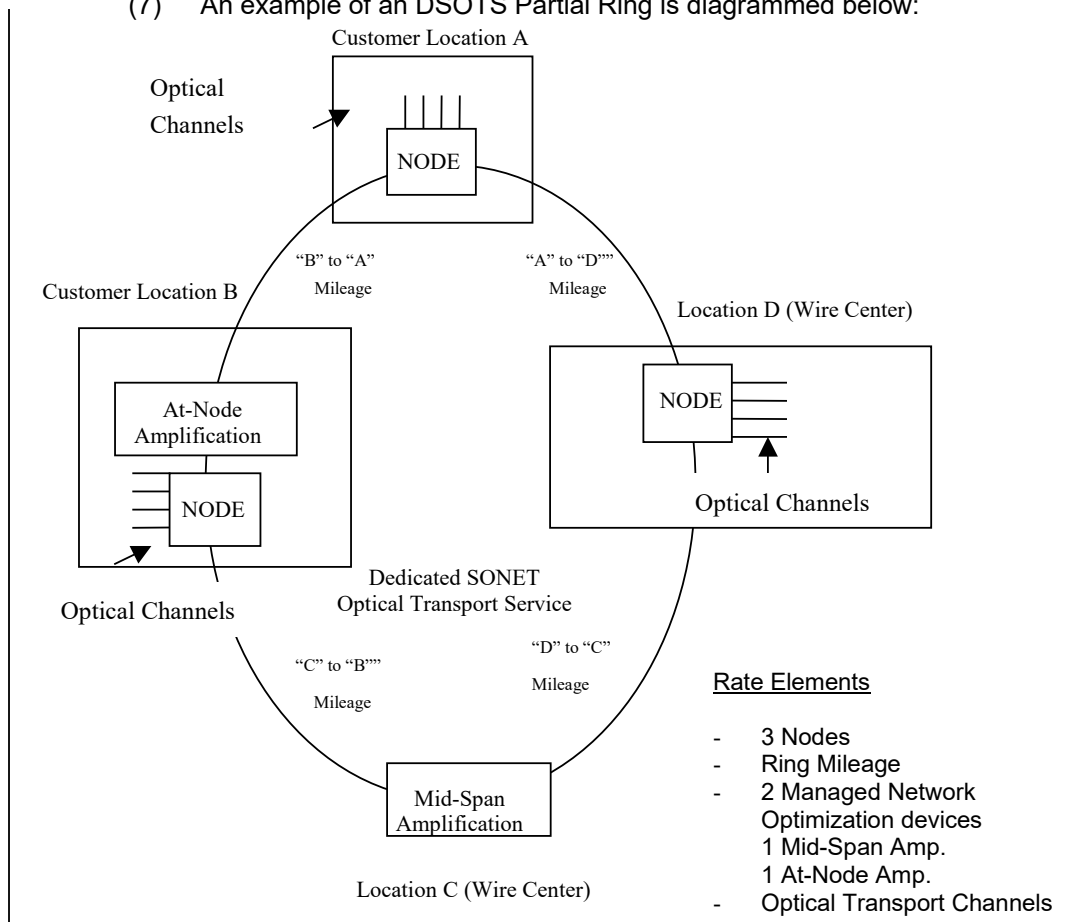 (7) An example of an DSOTS Partial Ring is diagrammed below:
Customer Location A
Optical
Channels
NODE
“B” to “A”
Mileage
“A” to “D””
Mileage
Customer Location B
Location D (Wire Center)
At-Node
Amplification
NODE
NODE
Optical Channels
Optical Channels
Dedicated SONET
Optical Transport Service
“C” to “B””
Mileage
“D” to “C”
Mileage
Rate Elements
- 3 Nodes
- Ring Mileage
- 2 Managed Network
Optimization devices
1 Mid-Span Amp.
1 At-Node Amp.
- Optical Transport Channels
Mid-Span
Amplification
Location C (Wire Center)